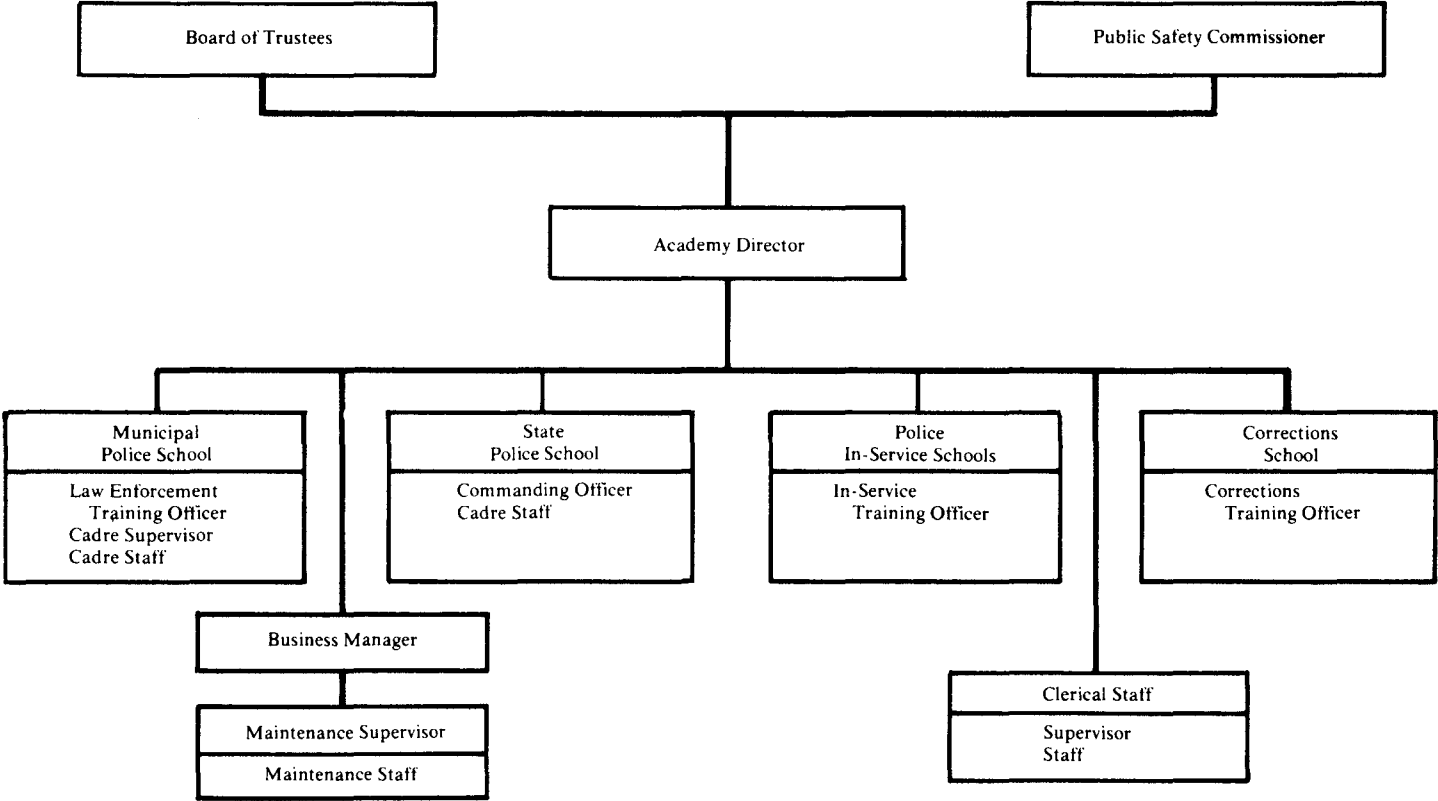 Board of Trustees
Public Safety Commissioner
Academy Director
Municipal
Police School
Law Enforcement
Training Officer
Cadre Supervisor
Cadre Staff
State
Police School
Commanding Officer
Cadre Staff
Police
In-Service Schools
In-Service
Training Officer
Corrections
School
Corrections
Training Officer
Business Manager
Maintenance Supervisor
Maintenance Staff
Clerical Staff
Supervisor
Staff